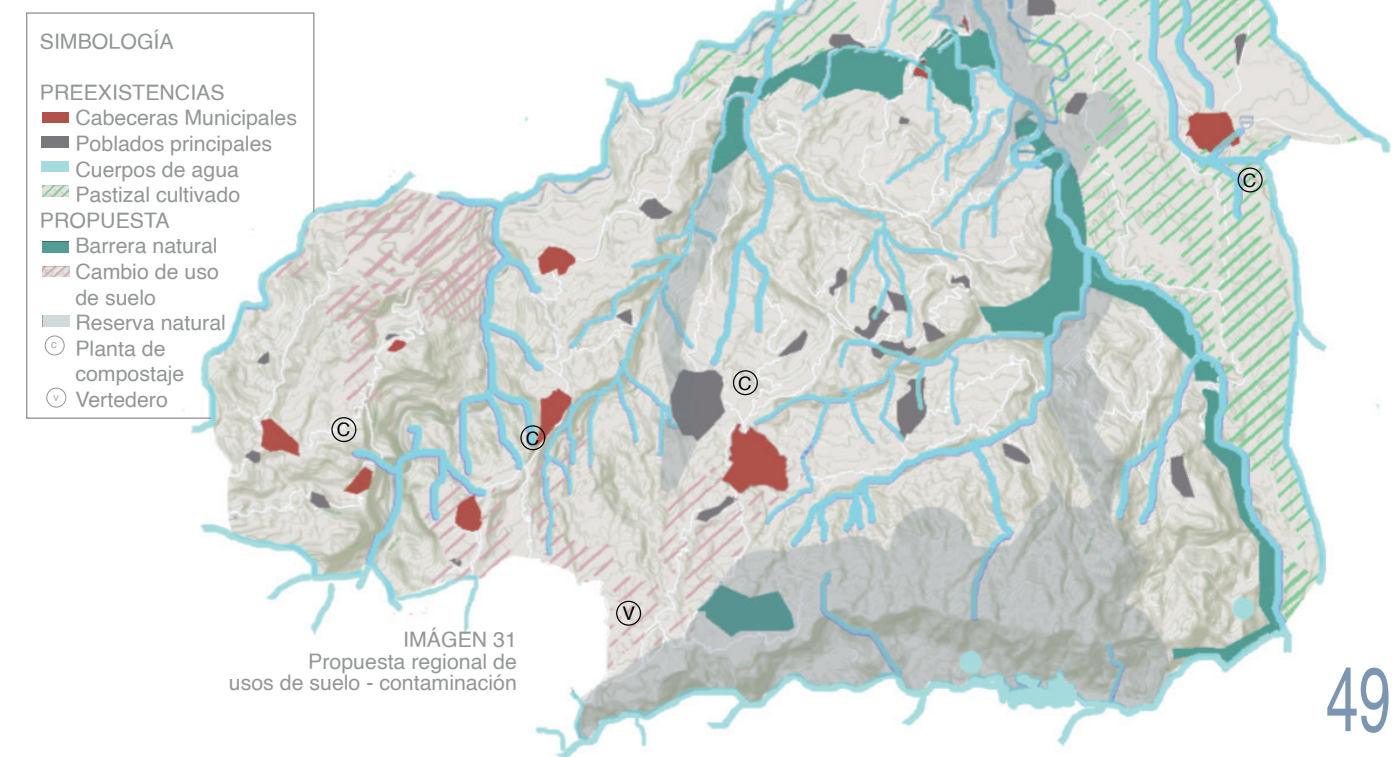 SIMBOLOGÍA
PREEXISTENCIAS
Cabeceras Municipales
Poblados principales
Cuerpos de agua
Pastizal cultivado
PROPUESTA
Barrera natural
Cambio de uso
de suelo
Reserva natural
C Planta de
compostaje
V Vertedero
C
C
C
C
V
IMÁGEN 31
Propuesta regional de
usos de suelo - contaminación
49